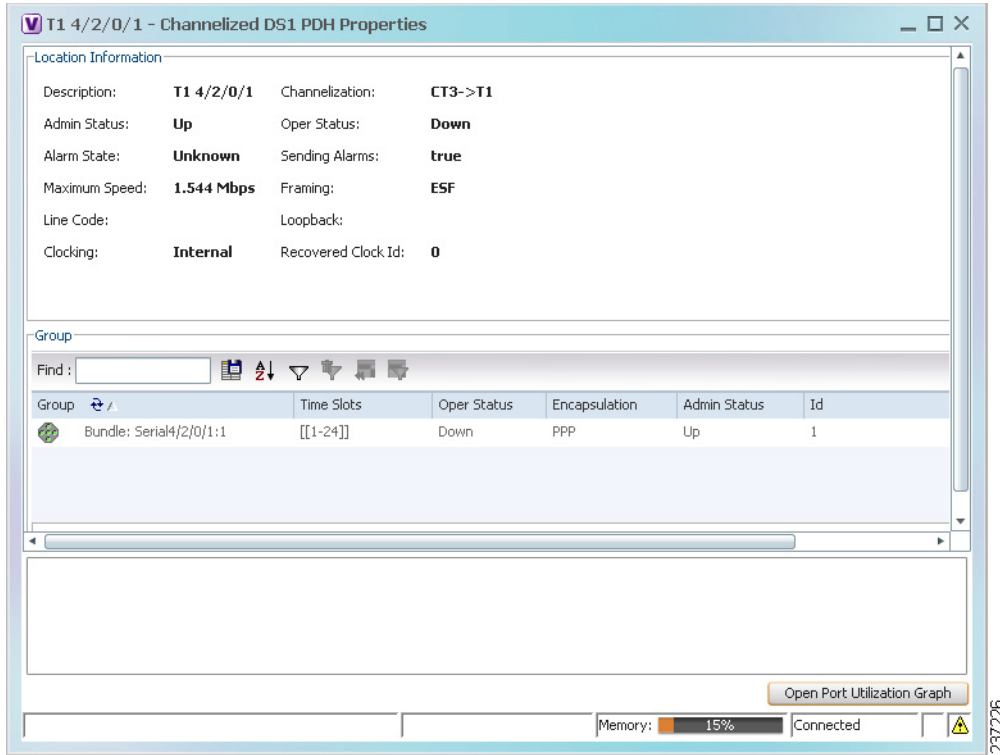 V T1 4/2/0/1 - Channelized DS1 PDH Properties
Location Information
Description: T1 4/2/0/1 Channelization: CT3->T1
Admin Status: Up Oper Status: Down
Alarm State: Unknown Sending Alarms: true
Maximum Speed: 1.544 Mbps Framing: ESF
Line Code: Loopback:
Clocking: Internal Recovered Clock Id: 0
Group
Find :
Group Time Slots Oper Status Encapsulation Admin Status Id
Bundle: Serial4/2/0/1:1 [[1-24]] Down PPP Up 1
Open Port Utilization Graph
Memory: 15% Connected
237226